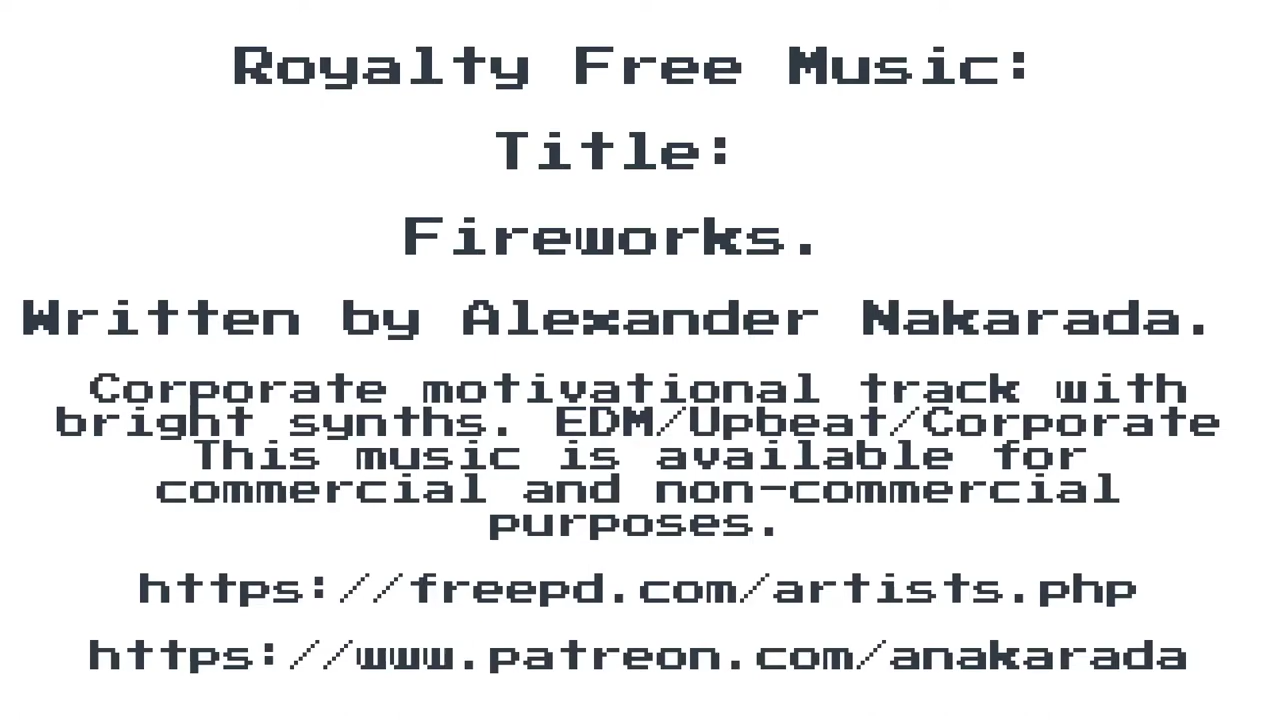 Royalty Free Music:
Title:
Fireworks.
Written by Alexander Nakarada.
Corporate motivational track with
bright synths. EDM/Upbeat/Corporate
This music is available for
commercial and non-commercial
purposes.
https://freepd.com/artists.php
https://www.patreon.com/anakarada